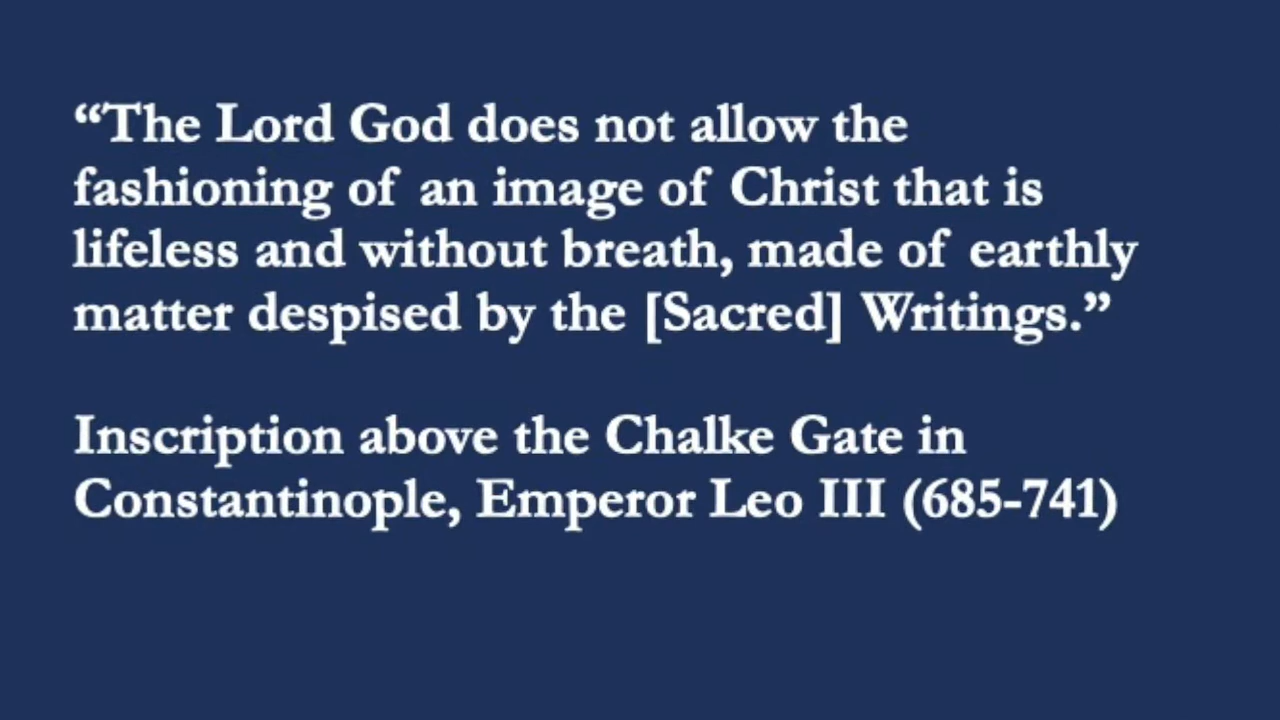 “The Lord God does not allow the
fashioning of an image of Christ that is
lifeless and without breath, made of earthly
matter despised by the [Sacred] Writings.”
Inscription above the Chalke Gate in
Constantinople, Emperor Leo III (685-741)